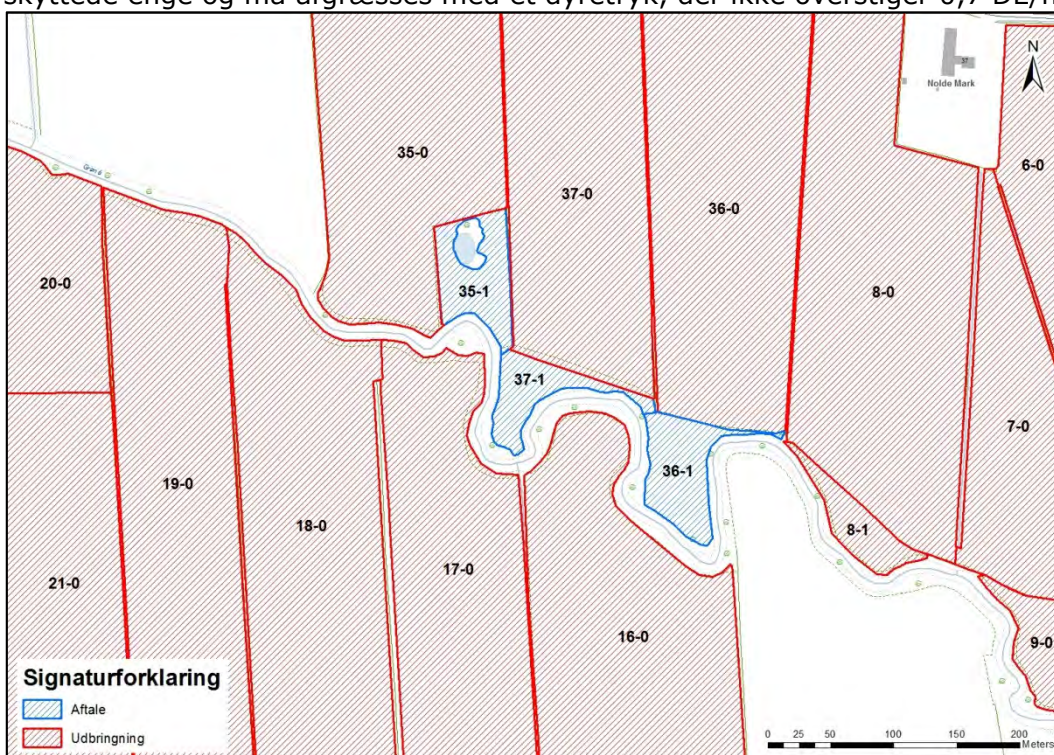 skyttede enge og må afgræsses med et dyretryk, der ikke overstiger 0,7 DE/h
N
37
Nolde Mark
35-0
37-0
36-0
6-0
Grøn Å
20-0
35-1
8-0
37-1
7-0
19-0
36-1
18-0
8-1
17-0
21-0
16-0
9-0
Signaturforklaring
Aftale
Udbringning
0 25 50 100 150 200
Meters